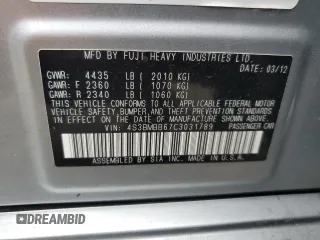 MFD BY FUJI HEAVY INDUSTRIES LTD.
DATE: 03/12
GVWR: 4435 LB ( 2010 KG)
GAWR: F 2360 LB ( 1070 KG)
GAWR: R 2340 LB ( 1060 KG)
THIS VEHICLE CONFORMS TO ALL APPLICABLE FEDERAL MOTOR
VEHICLE SAFETY, BUMPER, AND THEFT PREVENTION STANDARDS
IN EFFECT ON THE DATE OF MANUFACTURE SHOWN ABOVE.
VIN: 4S3BMBB67C3031789 PASSENGER CAR
ASSEMBLED BY SIA INC. MADE IN U.S.A.
AUTOBIDMASTER